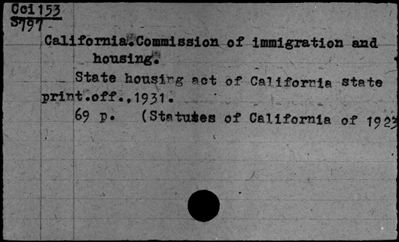 Cc1153
S797
California.Commission of immigration and
housing.
State housing act of California state
print.off.,1931.
69 p. (Statutes of California of 1923